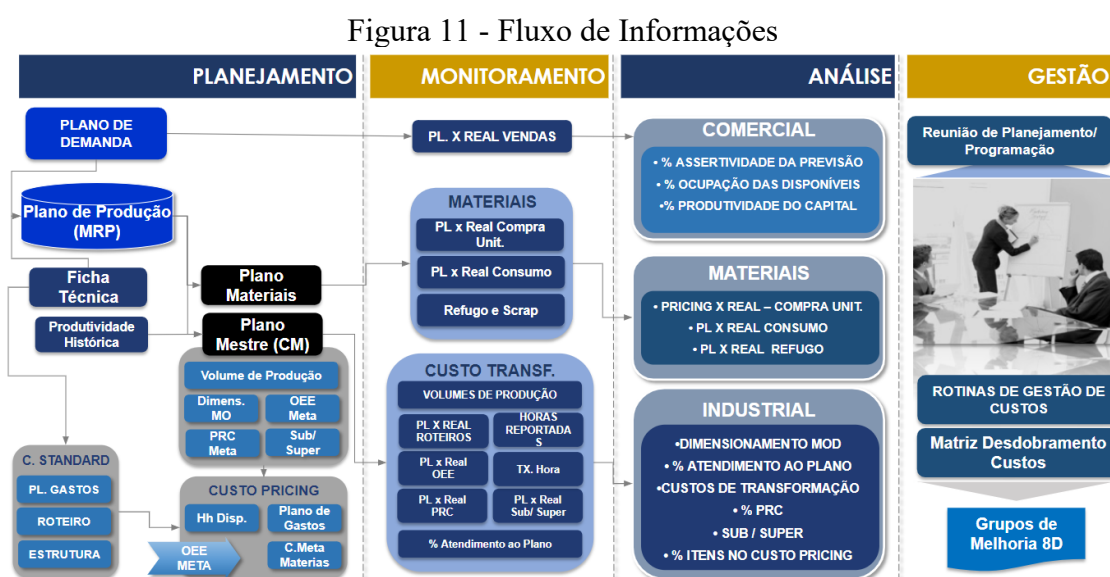 Figura 11 - Fluxo de Informações
PLANEJAMENTO
MONITORAMENTO
ANÁLISE
GESTÃO
PLANO DE
DEMANDA
Plano de Produção
(MRP)
Ficha
Técnica
Produtividade
Histórica
Plano
Materiais
Plano
Mestre (CM)
Volume de Produção
Dimens.
MO
OEE
Meta
PRC
Meta
Sub/
Super
C. STANDARD
PL. GASTOS
ROTEIRO
ESTRUTURA
CUSTO PRICING
Hh Disp.
Plano de
Gastos
OEE
META
C.Meta
Materias
PL. X REAL VENDAS
MATERIAIS
PL x Real Compra
Unit.
PL x Real Consumo
Refugo e Scrap
CUSTO TRANSF.
VOLUMES DE PRODUÇÃO
PL X REAL
ROTEIROS
HORAS
REPORTADA
S
PL x Real
OEE
TX. Hora
PL x Real
PRC
PL x Real
Sub/ Super
% Atendimento ao Plano
COMERCIAL
• % ASSERTIVIDADE DA PREVISÃO
• % OCUPAÇÃO DAS DISPONÍVEIS
•% PRODUTIVIDADE DO CAPITAL
MATERIAIS
• PRICING X REAL – COMPRA UNIT.
• PL X REAL CONSUMO
• PL X REAL REFUGO
INDUSTRIAL
•DIMENSIONAMENTO MOD
• % ATENDIMENTO AO PLANO
•CUSTOS DE TRANSFORMAÇÃO
• % PRC
• SUB / SUPER
• % ITENS NO CUSTO PRICING
Reunião de Planejamento/
Programação
ROTINAS DE GESTÃO DE
CUSTOS
Matriz Desdobramento
Custos
Grupos de
Melhoria 8D